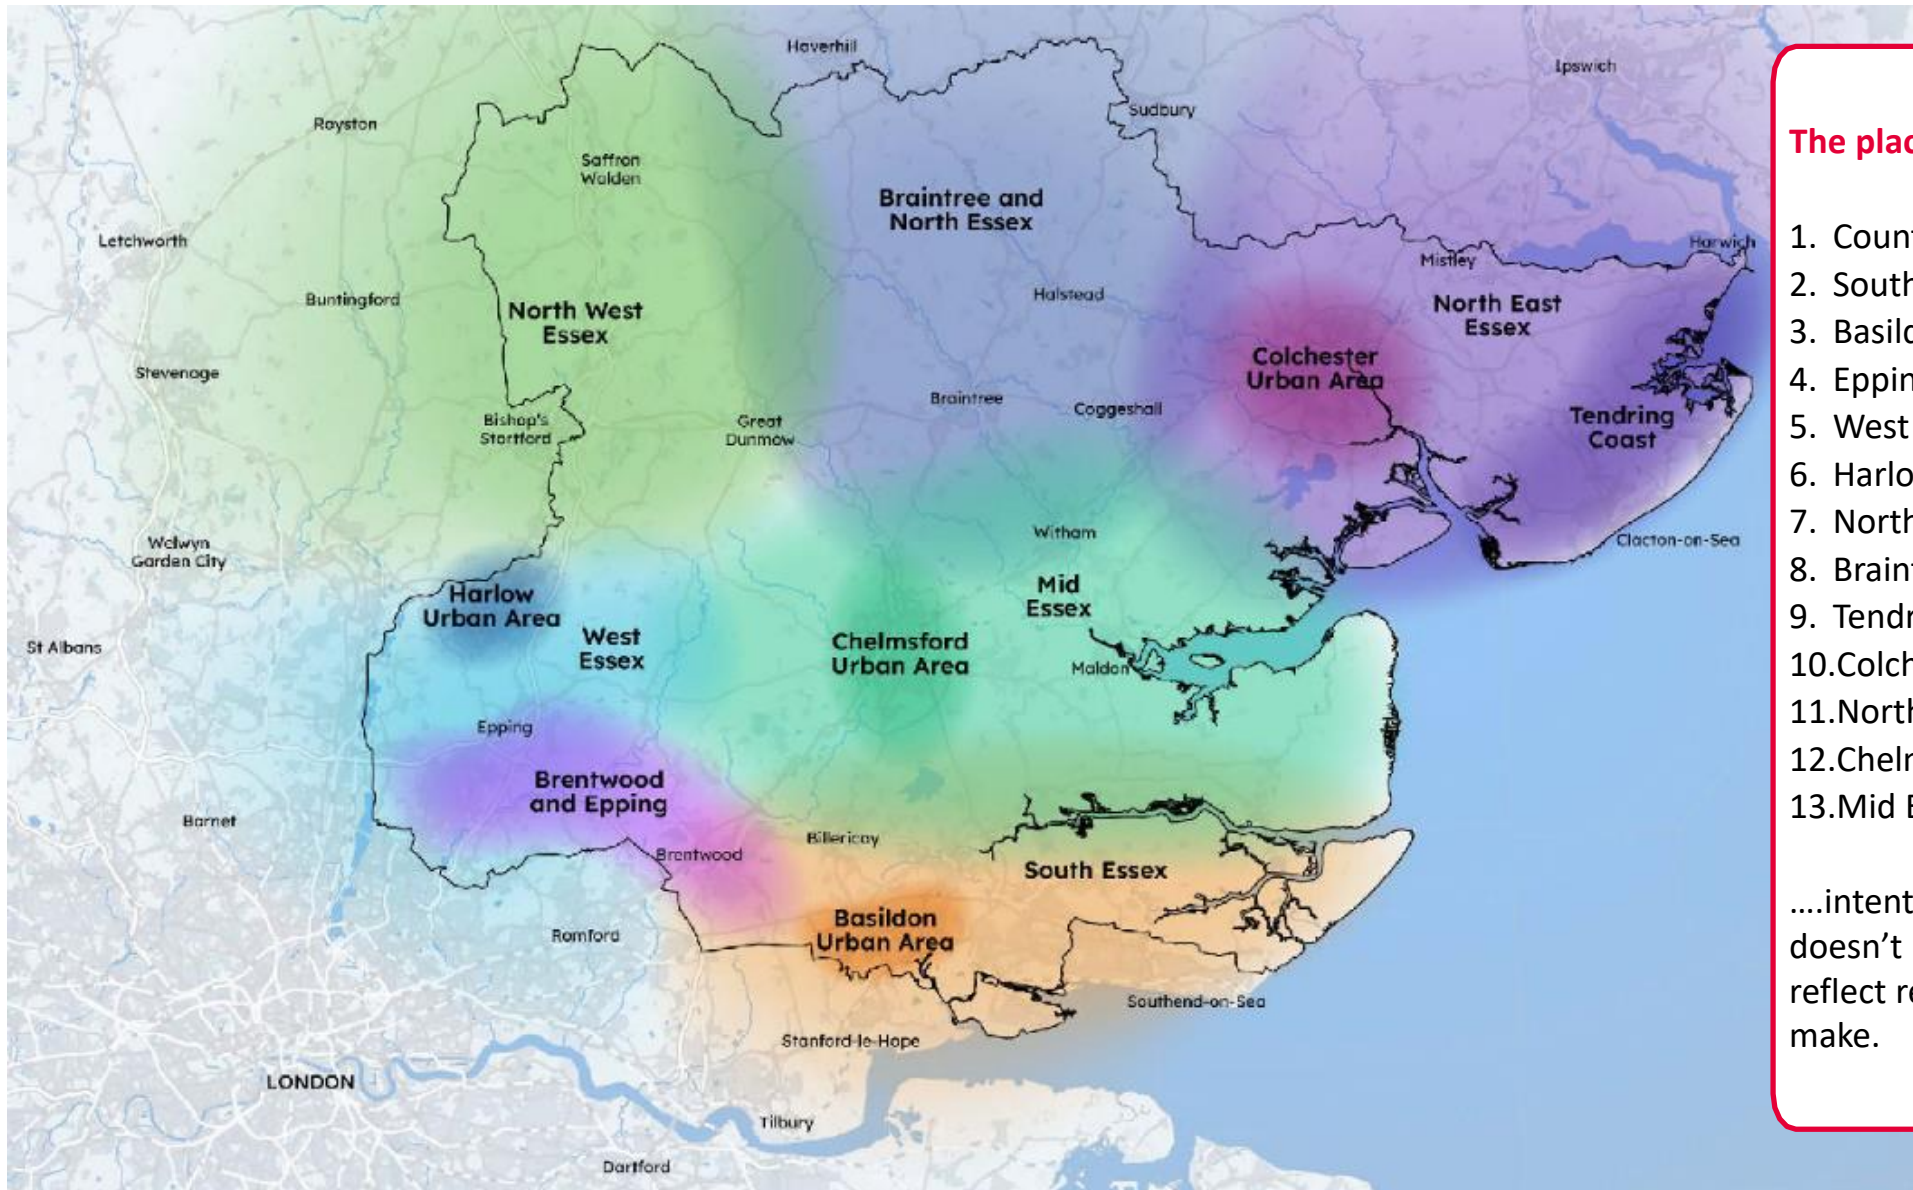 Haverhill
Ipswich
Royston
Sudbury
Saffron
Walden
Braintree and
North Essex
Letchworth
Harwich
Mistley
Buntingford
Halstead
North West
Essex
North East
Essex
Stevenage
Colchester
Urban Area
Braintree
Coggeshall
Bishop's
Stortford
Great
Dunmow
Tendring
Coast
Welwyn
Garden City
Witham
Clacton-on-Sea
Harlow
Urban Area
Mid
Essex
St Albans
West
Essex
Chelmsford
Urban Area
Maldon
Epping
Brentwood
and Epping
Barnet
Billericay
Brentwood
South Essex
Romford
Basildon
Urban Area
Southend-on-Sea
Stanford-le-Hope
LONDON
Tilbury
Dartford
The plac
1. Count
2. South
3. Basild
4. Eppin
5. West
6. Harlo
7. North
8. Braint
9. Tendr
10.Colch
11.North
12.Chelm
13.Mid E
....intent
doesn't
reflect re
make.